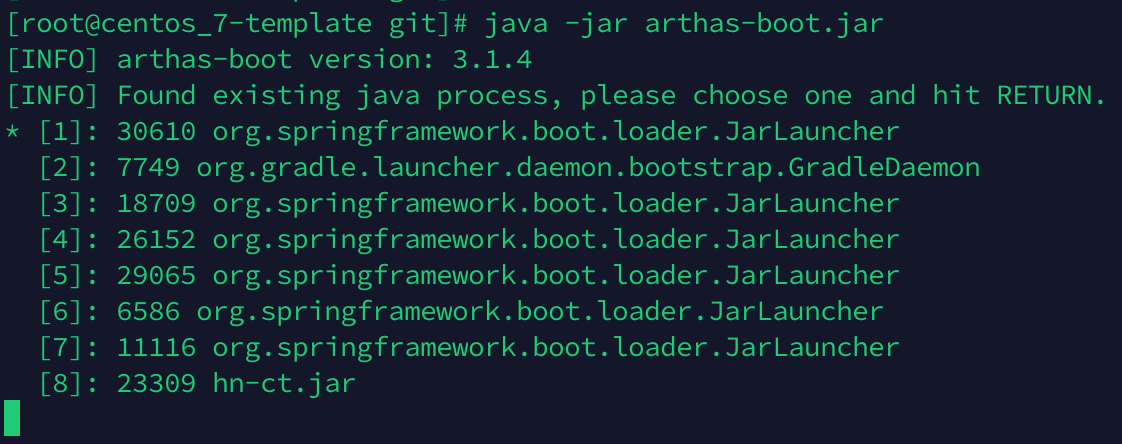 [root@centos_7-template git]# java -jar arthas-boot.jar
[INFO] arthas-boot version: 3.1.4
[INFO] Found existing java process, please choose one and hit RETURN.
* [1]: 30610 org.springframework.boot.loader.JarLauncher
  [2]: 7749 org.gradle.launcher.daemon.bootstrap.GradleDaemon
  [3]: 18709 org.springframework.boot.loader.JarLauncher
  [4]: 26152 org.springframework.boot.loader.JarLauncher
  [5]: 29065 org.springframework.boot.loader.JarLauncher
  [6]: 6586 org.springframework.boot.loader.JarLauncher
  [7]: 11116 org.springframework.boot.loader.JarLauncher
  [8]: 23309 hn-ct.jar